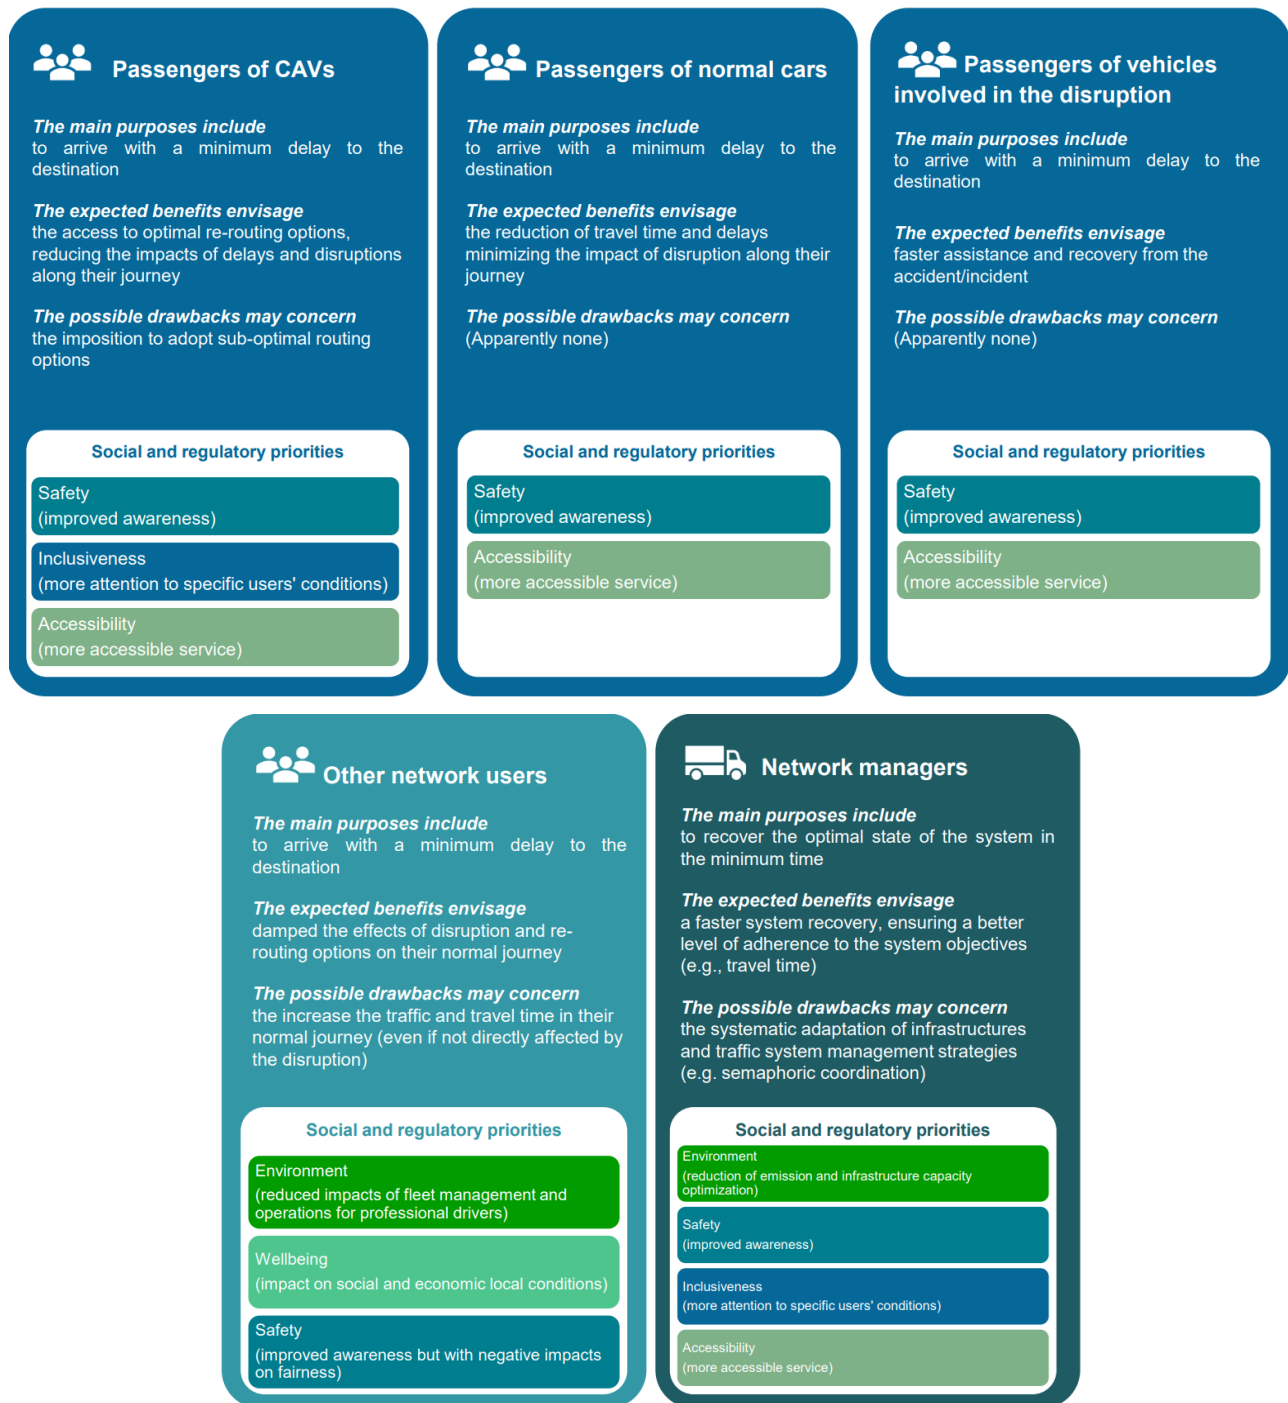 Passengers of CAVs
The main purposes include
to arrive with a minimum delay to the
destination
The expected benefits envisage
the access to optimal re-routing options,
reducing the impacts of delays and disruptions
along their journey
The possible drawbacks may concern
the imposition to adopt sub-optimal routing
options
Social and regulatory priorities
Safety
(improved awareness)
Inclusiveness
(more attention to specific users' conditions)
Accessibility
(more accessible service)
Passengers of normal cars
The main purposes include
to arrive with a minimum delay to the
destination
The expected benefits envisage
the reduction of travel time and delays
minimizing the impact of disruption along their
journey
The possible drawbacks may concern
(Apparently none)
Social and regulatory priorities
Safety
(improved awareness)
Accessibility
(more accessible service)
Passengers of vehicles
involved in the disruption
The main purposes include
to arrive with a minimum delay to the
destination
The expected benefits envisage
faster assistance and recovery from the
accident/incident
The possible drawbacks may concern
(Apparently none)
Social and regulatory priorities
Safety
(improved awareness)
Accessibility
(more accessible service)
Other network users
The main purposes include
to arrive with a minimum delay to the
destination
The expected benefits envisage
damped the effects of disruption and re-
routing options on their normal journey
The possible drawbacks may concern
the increase the traffic and travel time in their
normal journey (even if not directly affected by
the disruption)
Social and regulatory priorities
Environment
(reduced impacts of fleet management and
operations for professional drivers)
Wellbeing
(impact on social and economic local conditions)
Safety
(improved awareness but with negative impacts
on fairness)
Network managers
The main purposes include
to recover the optimal state of the system in
the minimum time
The expected benefits envisage
a faster system recovery, ensuring a better
level of adherence to the system objectives
(e.g., travel time)
The possible drawbacks may concern
the systematic adaptation of infrastructures
and traffic system management strategies
(e.g. semaphoric coordination)
Social and regulatory priorities
Environment
(reduction of emission and infrastructure capacity
optimization)
Safety
(improved awareness)
Inclusiveness
(more attention to specific users' conditions)
Accessibility
(more accessible service)